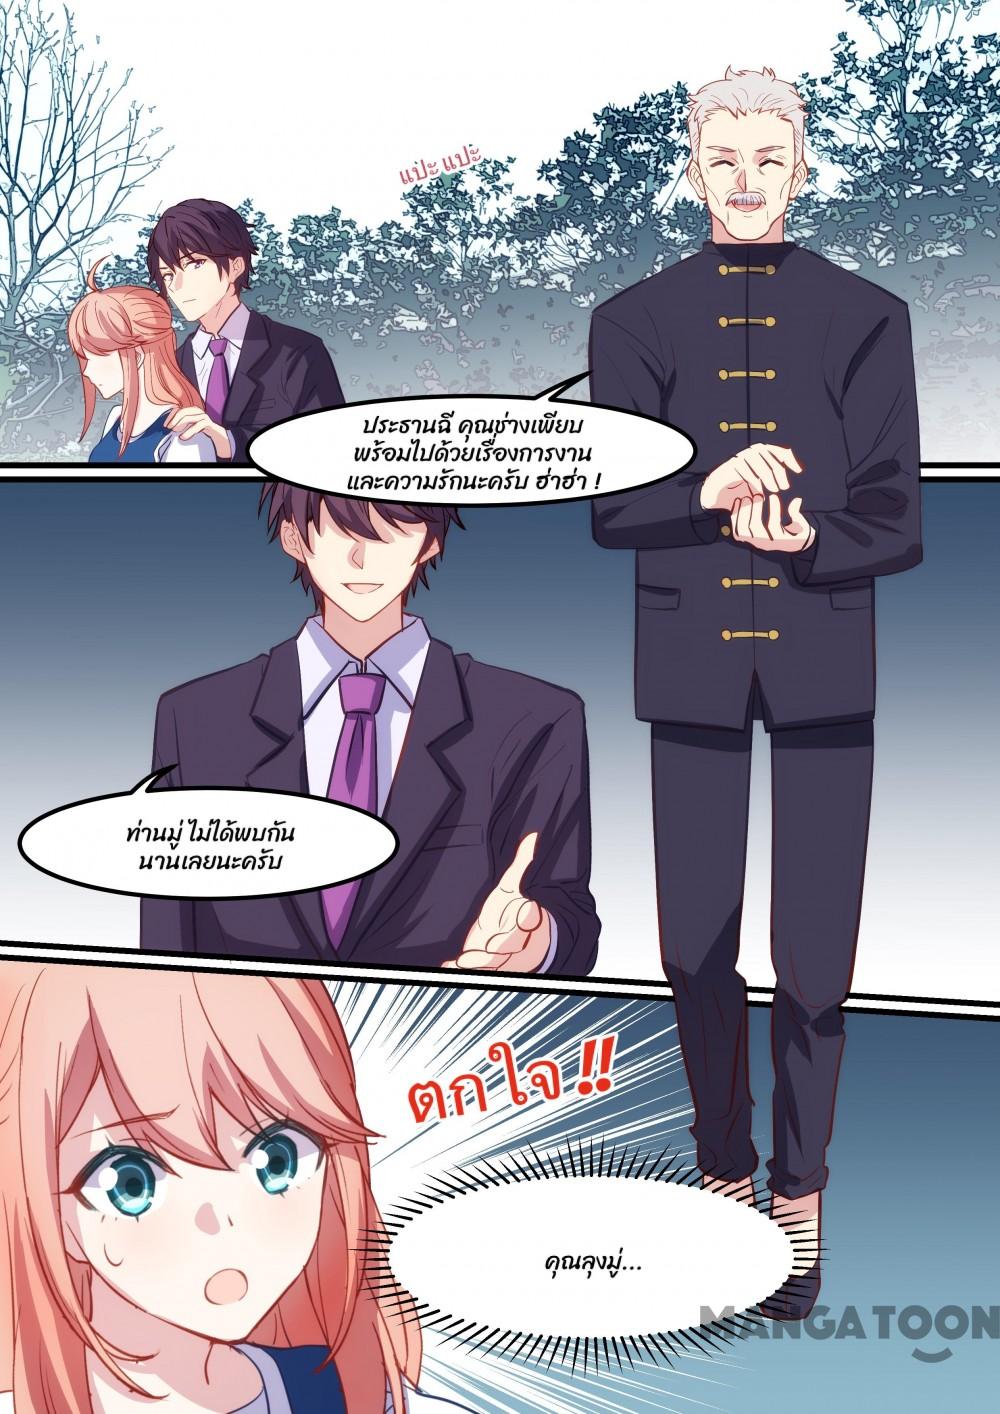 แปะ แปะ
ประธานฉี คุณช่างเพียบ
พร้อมไปด้วยเรื่องการงาน
และความรักนะครับ ฮ่าฮ่า !
ท่านมู่ ไม่ได้พบกัน
นานเลยนะครับ
ตกใจ !!
คุณลุงมู่...
MANGATOON